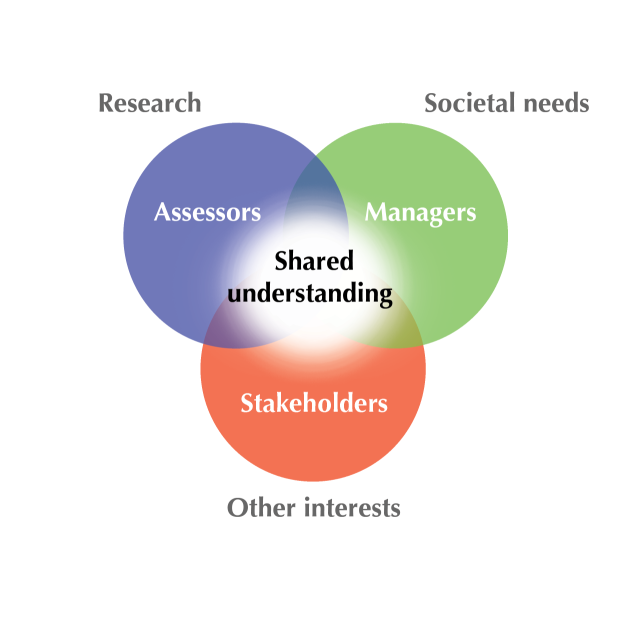 Research
Societal needs
Assessors
Managers
Shared
understanding
Stakeholders
Other interests